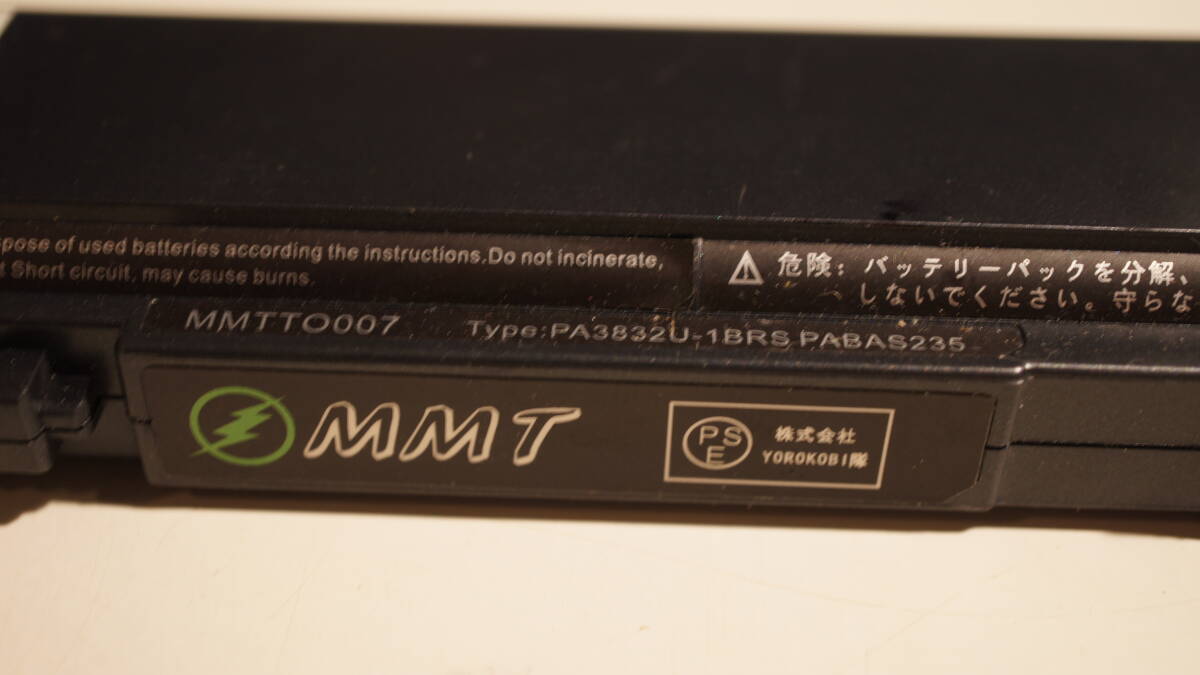 pose of used batteries according the instructions.Do not incinerate,
Short circuit, may cause burns.
危険：バッテリーパックを分解、
しないでください。守らな
MMTTO007 Type:PA3832U-1BRS PABAS235
MMT
PSE
株式会社
YOROKOBI隊